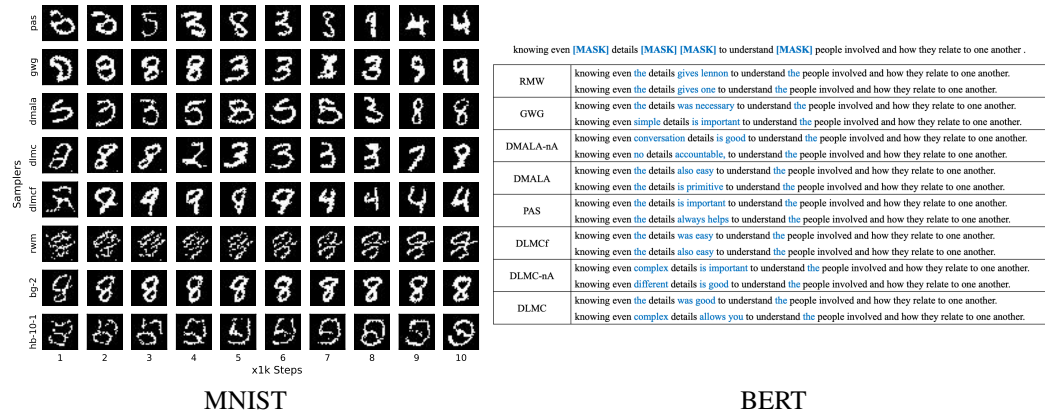 pas
gwg
dmala
dlmc
dlmcf
rwm
bg-2
hb-10-1
Samplers
1 2 3 4 5 6 7 8 9 10
x1k Steps
MNIST
knowing even [MASK] details [MASK] [MASK] to understand [MASK] people involved and how they relate to one another .
RMW
knowing even the details gives lennon to understand the people involved and how they relate to one another.
knowing even the details gives one to understand the people involved and how they relate to one another.
GWG
knowing even the details was necessary to understand the people involved and how they relate to one another.
knowing even simple details is important to understand the people involved and how they relate to one another.
DMALA-nA
knowing even conversation details is good to understand the people involved and how they relate to one another.
knowing even no details accountable, to understand the people involved and how they relate to one another.
DMALA
knowing even the details also easy to understand the people involved and how they relate to one another.
knowing even the details is primitive to understand the people involved and how they relate to one another.
PAS
knowing even the details is important to understand the people involved and how they relate to one another.
knowing even the details always helps to understand the people involved and how they relate to one another.
DLMCf
knowing even the details was easy to understand the people involved and how they relate to one another.
knowing even the details also easy to understand the people involved and how they relate to one another.
DLMC-nA
knowing even complex details is important to understand the people involved and how they relate to one another.
knowing even different details is good to understand the people involved and how they relate to one another.
DLMC
knowing even the details was good to understand the people involved and how they relate to one another.
knowing even complex details allows you to understand the people involved and how they relate to one another.
BERT